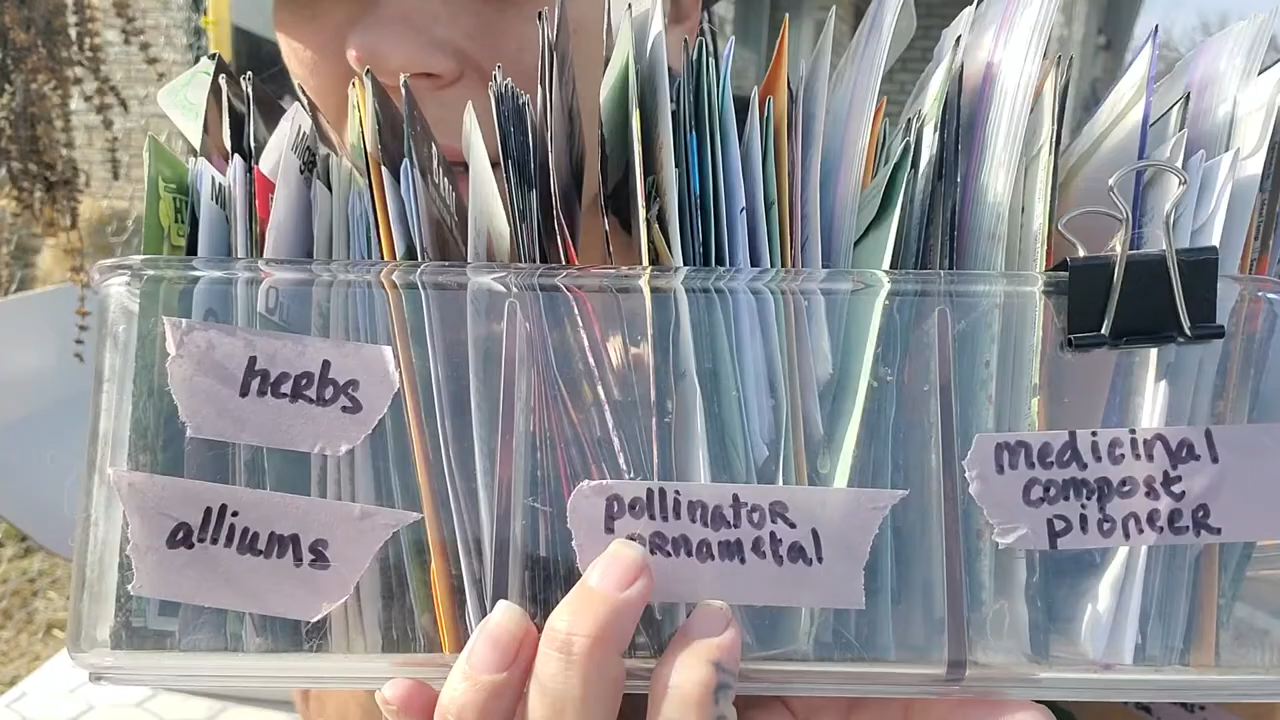 herbs
alliums
pollinator
ornametal
medicinal
compost
pioneer